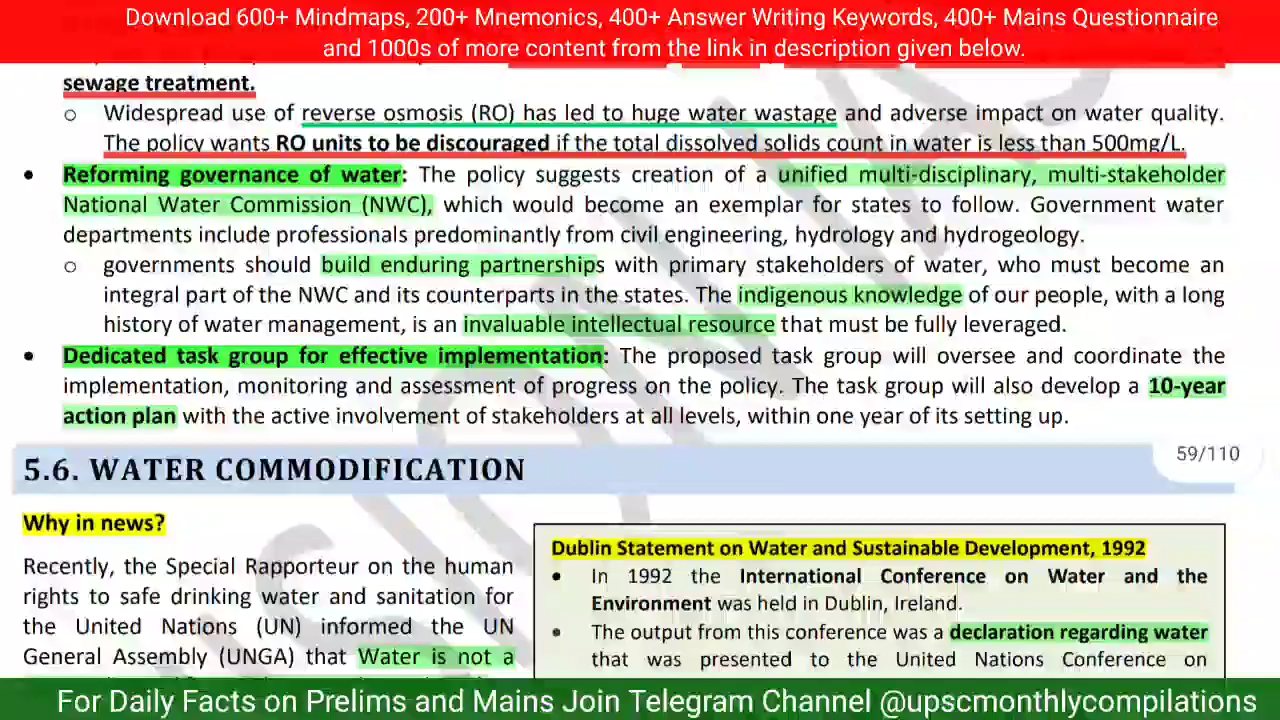 Download 600+ Mindmaps, 200+ Mnemonics, 400+ Answer Writing Keywords, 400+ Mains Questionnaire
and 1000s of more content from the link in description given below.
sewage treatment.
o Widespread use of reverse osmosis (RO) has led to huge water wastage and adverse impact on water quality.
The policy wants RO units to be discouraged if the total dissolved solids count in water is less than 500mg/L.
• Reforming governance of water: The policy suggests creation of a unified multi-disciplinary, multi-stakeholder
National Water Commission (NWC), which would become an exemplar for states to follow. Government water
departments include professionals predominantly from civil engineering, hydrology and hydrogeology.
o governments should build enduring partnerships with primary stakeholders of water, who must become an
integral part of the NWC and its counterparts in the states. The indigenous knowledge of our people, with a long
history of water management, is an invaluable intellectual resource that must be fully leveraged.
• Dedicated task group for effective implementation: The proposed task group will oversee and coordinate the
implementation, monitoring and assessment of progress on the policy. The task group will also develop a 10-year
action plan with the active involvement of stakeholders at all levels, within one year of its setting up.
59/110
5.6. WATER COMMODIFICATION
Why in news?
Recently, the Special Rapporteur on the human
rights to safe drinking water and sanitation for
the United Nations (UN) informed the UN
General Assembly (UNGA) that Water is not a
Dublin Statement on Water and Sustainable Development, 1992
• In 1992 the International Conference on Water and the
Environment was held in Dublin, Ireland.
• The output from this conference was a declaration regarding water
that was presented to the United Nations Conference on
For Daily Facts on Prelims and Mains Join Telegram Channel @upscmonthlycompilations